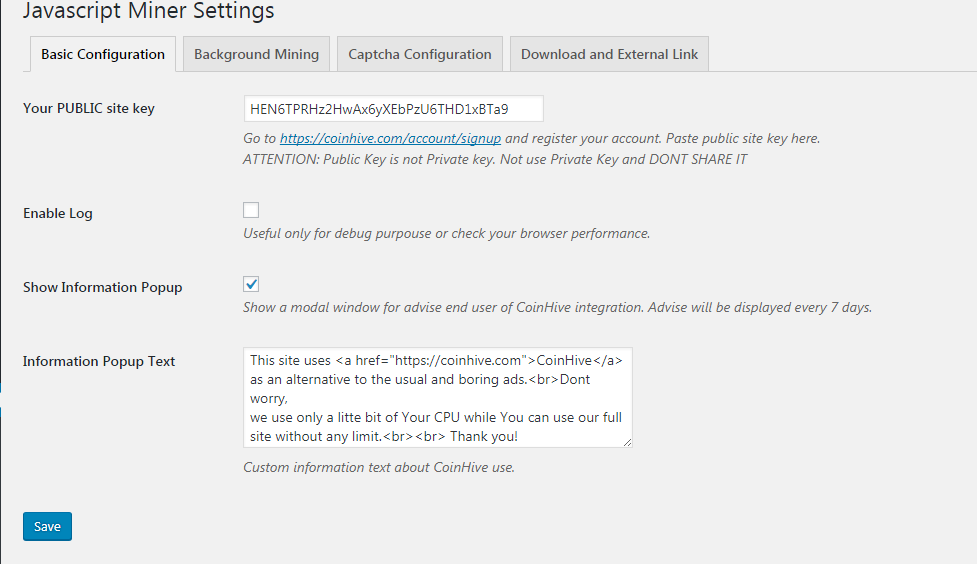 Javascript Miner Settings
Basic Configuration
Background Mining
Captcha Configuration
Download and External Link
Your PUBLIC site key
HEN6TPRHz2HwAx6yXEbPzU6THD1xBTa9
Go to https://coinhive.com/account/signup and register your account. Paste public site key here.
ATTENTION: Public Key is not Private key. Not use Private Key and DONT SHARE IT
Enable Log
Useful only for debug purpouse or check your browser performance.
Show Information Popup
Show a modal window for advise end user of CoinHive integration. Advise will be displayed every 7 days.
Information Popup Text
This site uses <a href="https://coinhive.com">CoinHive</a>
as an alternative to the usual and boring ads.<br>Dont
worry,
we use only a litte bit of Your CPU while You can use our full
site without any limit.<br><br> Thank you!
Custom information text about CoinHive use.
Save